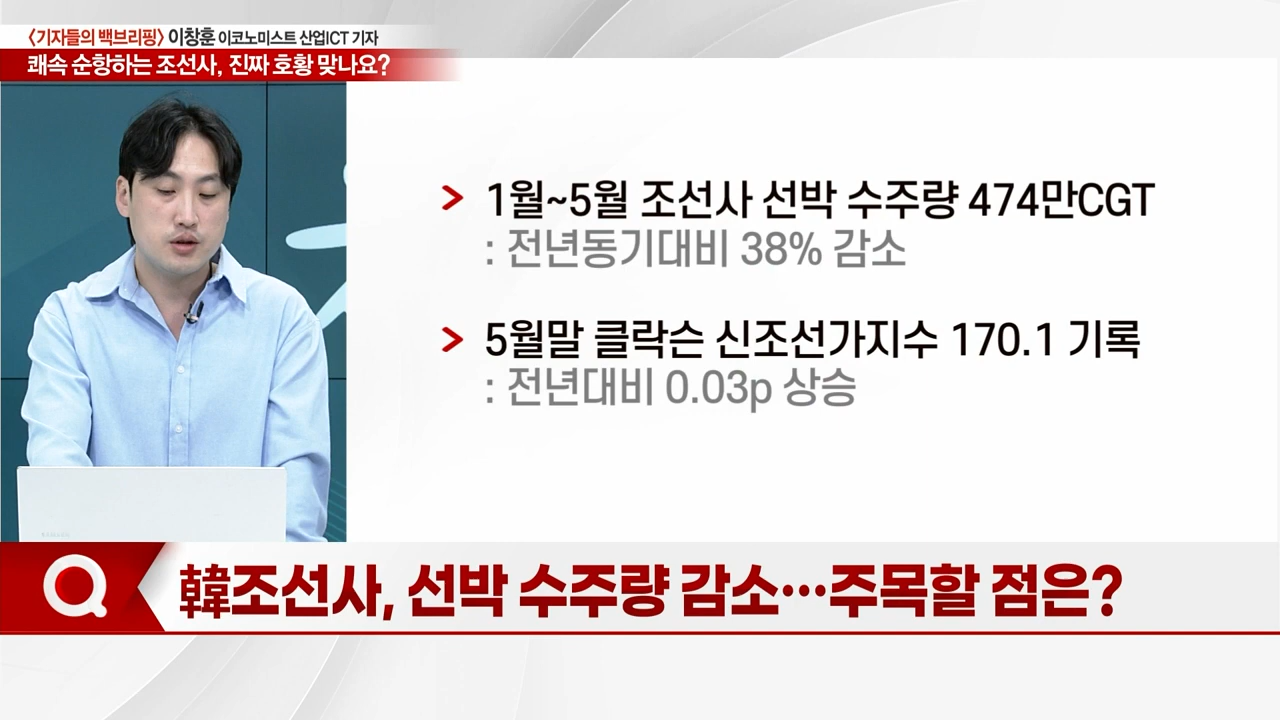 <기자들의 백브리핑> 이창훈 이코노미스트 산업ICT 기자
쾌속 순항하는 조선사, 진짜 호황 맞나요?
1월~5월 조선사 선박 수주량 474만CGT
: 전년동기대비 38% 감소
5월말 클락슨 신조선가지수 170.1 기록
: 전년대비 0.03p 상승
Q 韓조선사, 선박 수주량 감소…주목할 점은?